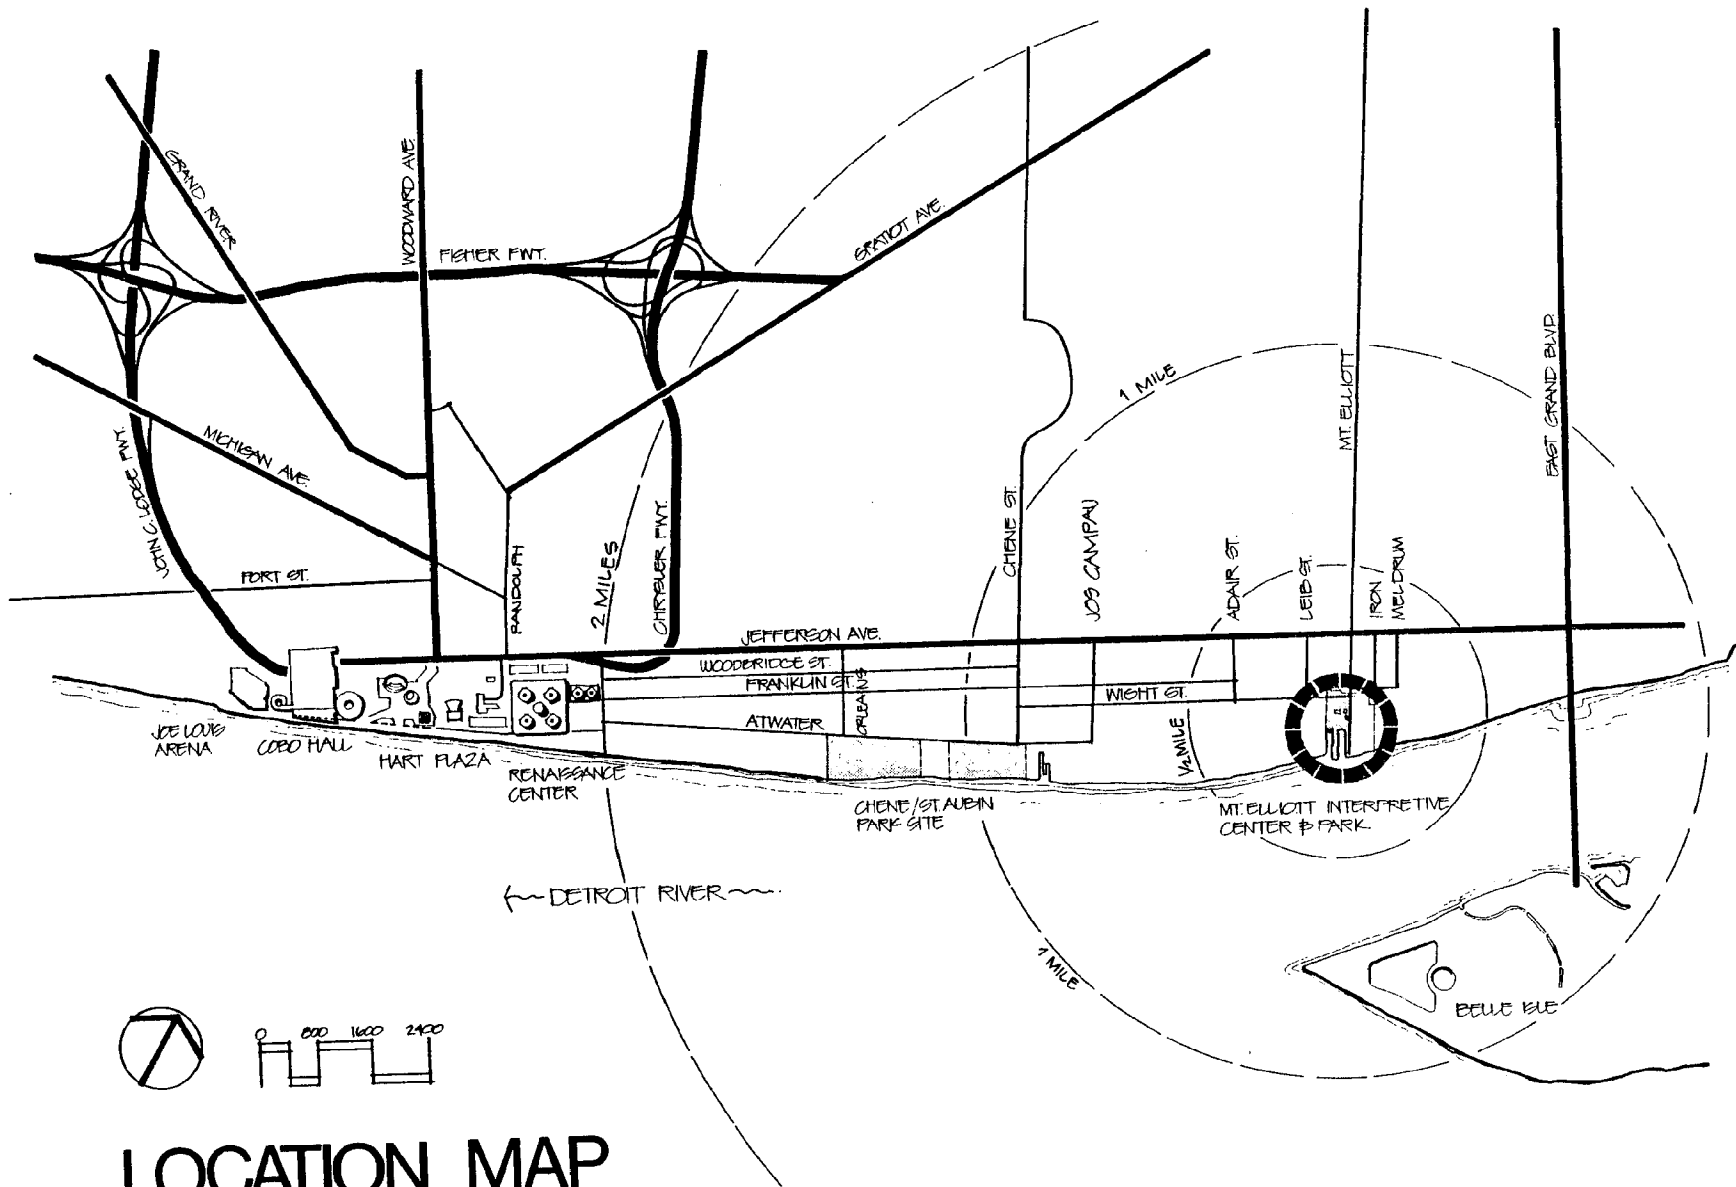 GRAND RIVER
WOODWARD AVE
FISHER FWY.
GRATIOT AVE.
1 MILE
MT. ELLIOTT
EAST GRAND BLVD.
JOHN C. LODGE FWY.
MICHIGAN AVE.
FORT ST.
RANDOLPH
2 MILES
CHRYSLER FWY.
CHENE ST.
JOS CAMPAU
ADAIR ST.
LEIB ST.
IRON
MELDRUM
JEFFERSON AVE.
WOODBRIDGE ST.
FRANKLIN ST.
WIGHT ST.
ATWATER
ORLEANS
1/2 MILE
JOE LOUIS
ARENA
COBO HALL
HART PLAZA
RENAISSANCE
CENTER
CHENE/ST. AUBIN
PARK SITE
MT. ELLIOTT INTERPRETIVE
CENTER & PARK
DETROIT RIVER
1 MILE
BELLE ISLE
0 800 1600 2400
LOCATION MAP